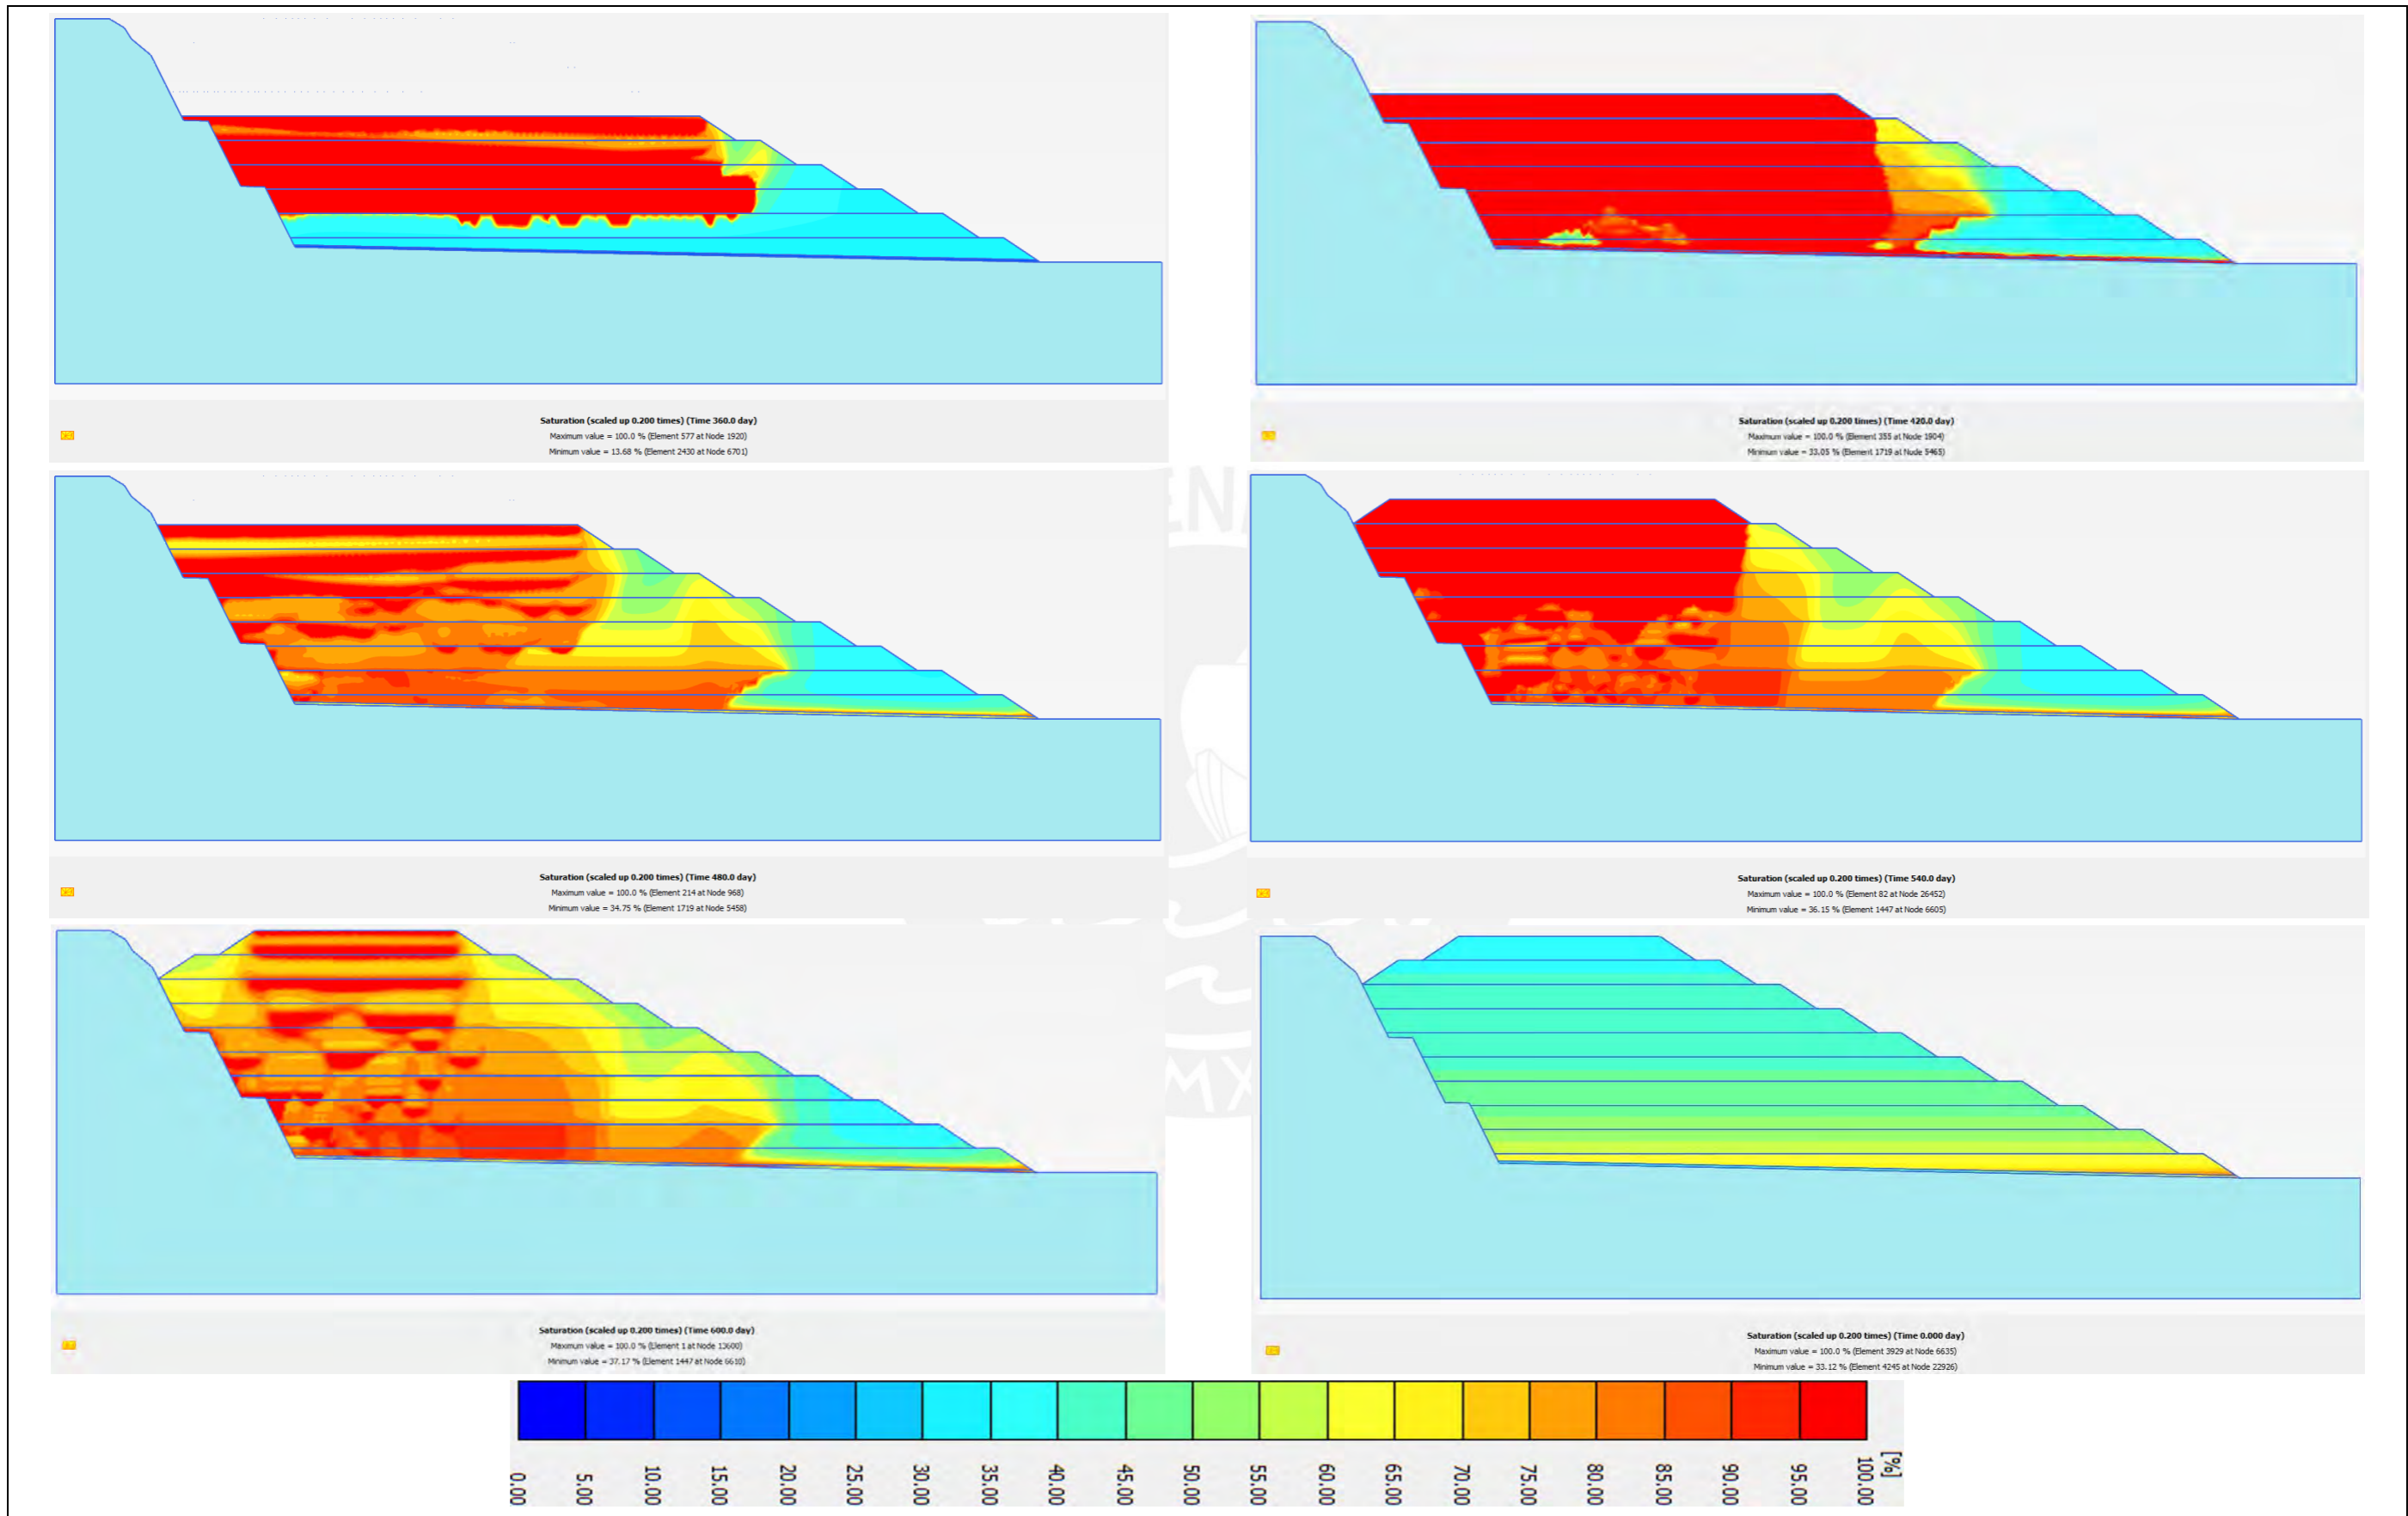 Saturation (scaled up 0.200 times) (Time 360.0 day)
Maximum value = 100.0 % (Element 577 at Node 1920)
Minimum value = 13.68 % (Element 2430 at Node 6701)
Saturation (scaled up 0.200 times) (Time 420.0 day)
Maximum value = 100.0 % (Element 355 at Node 1904)
Minimum value = 33.05 % (Element 1719 at Node 5465)
Saturation (scaled up 0.200 times) (Time 480.0 day)
Maximum value = 100.0 % (Element 214 at Node 968)
Minimum value = 34.75 % (Element 1719 at Node 5458)
Saturation (scaled up 0.200 times) (Time 540.0 day)
Maximum value = 100.0 % (Element 82 at Node 26452)
Minimum value = 36.15 % (Element 1447 at Node 6605)
Saturation (scaled up 0.200 times) (Time 600.0 day)
Maximum value = 100.0 % (Element 1 at Node 13600)
Minimum value = 37.17 % (Element 1447 at Node 6610)
Saturation (scaled up 0.200 times) (Time 0.000 day)
Maximum value = 100.0 % (Element 3929 at Node 6635)
Minimum value = 33.12 % (Element 4245 at Node 22926)
[%]
0.00 5.00 10.00 15.00 20.00 25.00 30.00 35.00 40.00 45.00 50.00 55.00 60.00 65.00 70.00 75.00 80.00 85.00 90.00 95.00 100.00